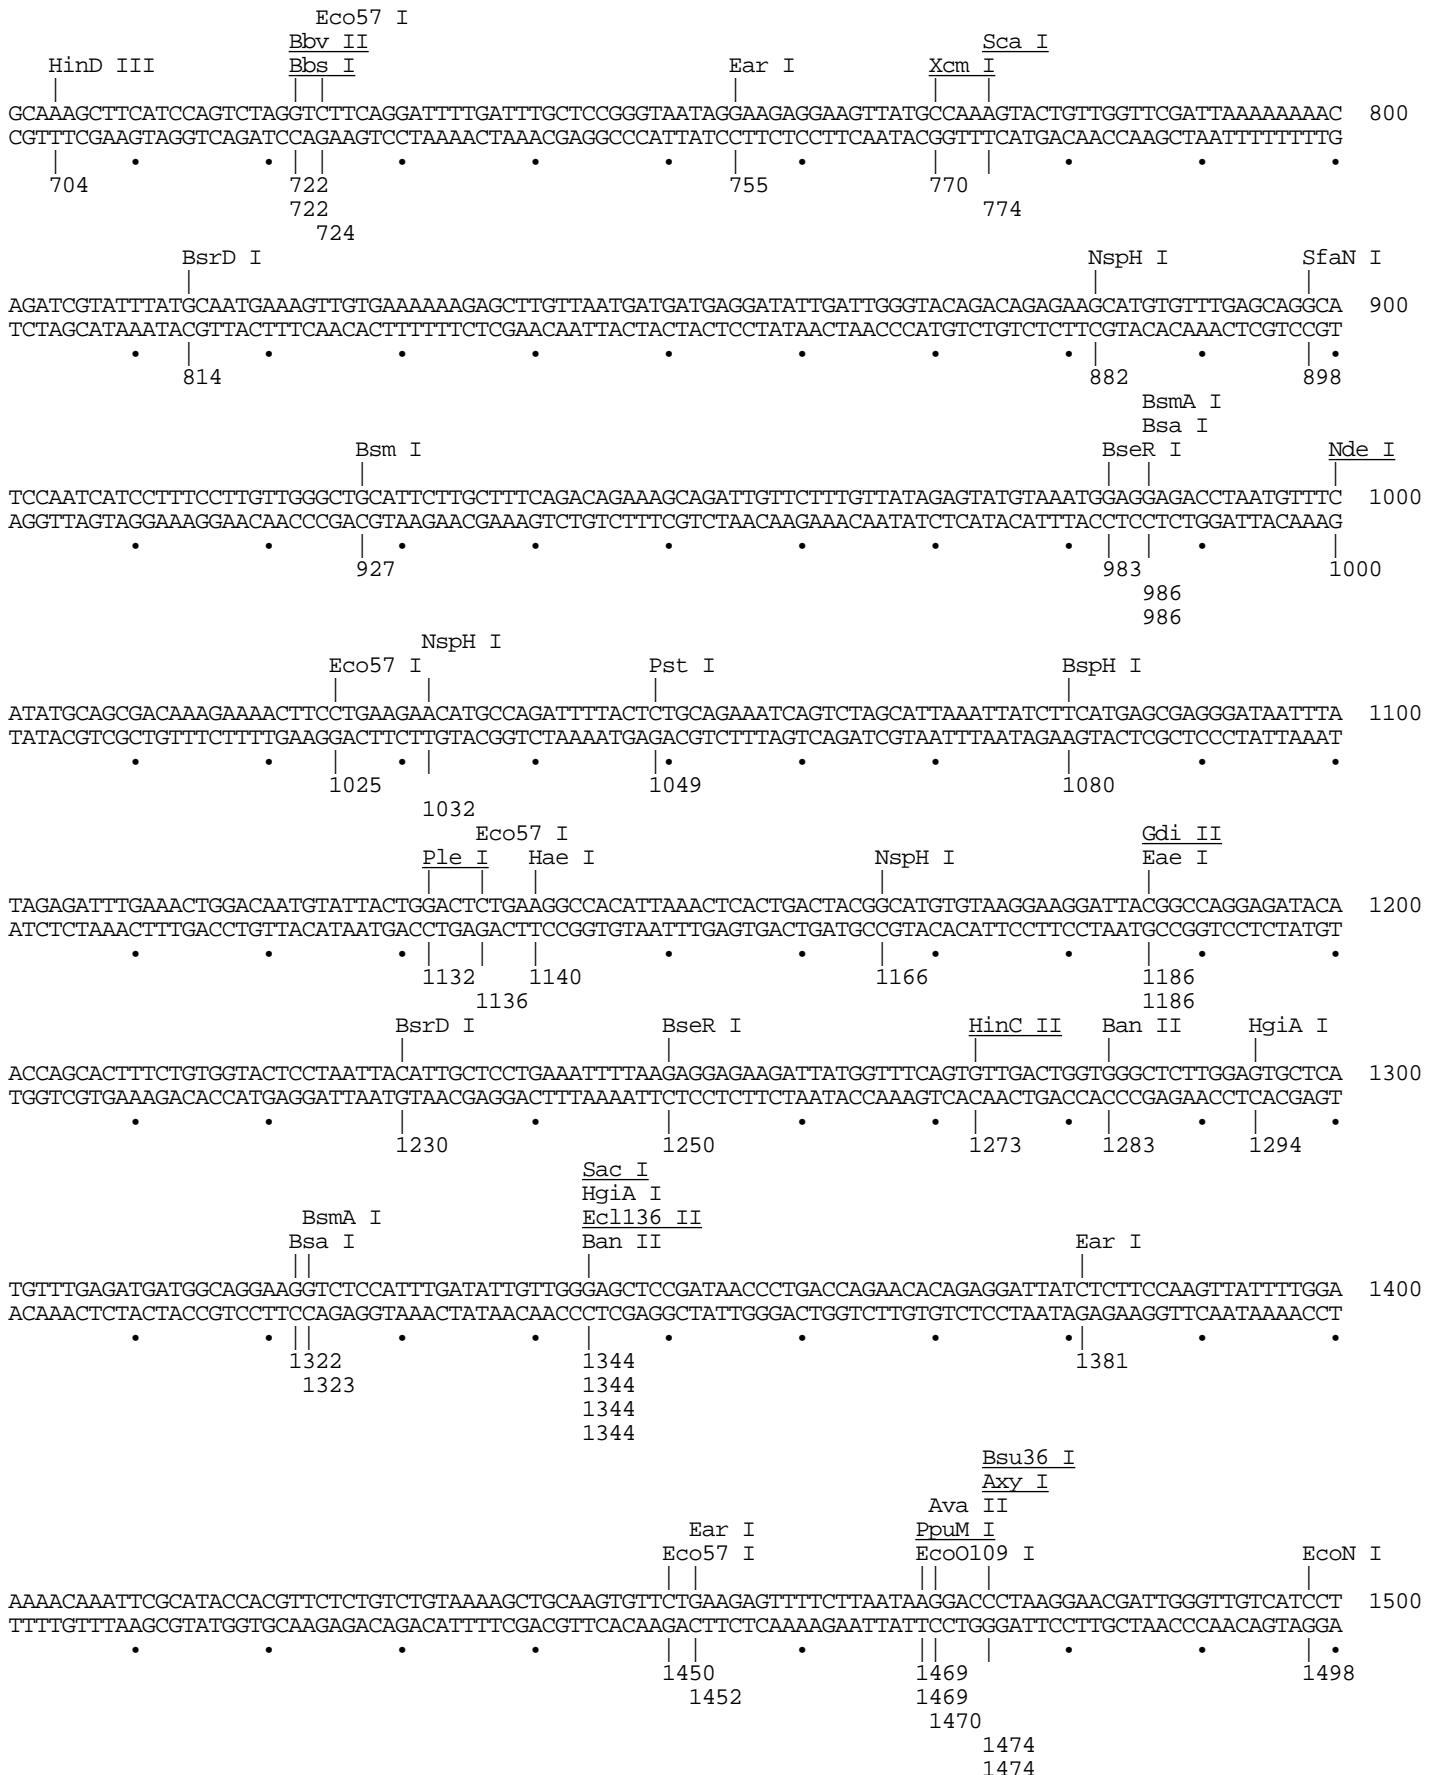 Eco57 I
Bbv II Sca I
HinD III Bbs I Ear I Xcm I
GCAAAGCTTCATCCAGTCTAGGTCTTCAGGATTTTGATTTGCTCCGGGTAATAGGAAGAGGAAGTTATGCCAAAGTACTGTTGGTTCGATTAAAAAAAAC 800
CGTTTCGAAGTAGGTCAGATCCAGAAGTCCTAAAACTAAACGAGGCCCATTATCCTTCTCCTTCAATACGGTTTCATGACAACCAAGCTAATTTTTTTTG
704 722 755 770
722 774
724
BsrD I NspH I SfaN I
AGATCGTATTTATGCAATGAAAGTTGTGAAAAAAGAGCTTGTTAATGATGATGAGGATATTGATTGGGTACAGACAGAGAAGCATGTGTTTGAGCAGGCA 900
TCTAGCATAAATACGTTACTTTCAACACTTTTTTCTCGAACAATTACTACTACTCCTATAACTAACCCATGTCTGTCTCTTCGTACACAAACTCGTCCGT
814 882 898
BsmA I
Bsa I
Bsm I BseR I Nde I
TCCAATCATCCTTTCCTTGTTGGGCTGCATTCTTGCTTTCAGACAGAAAGCAGATTGTTCTTTGTTATAGAGTATGTAAATGGAGGAGACCTAATGTTTC 1000
AGGTTAGTAGGAAAGGAACAACCCGACGTAAGAACGAAAGTCTGTCTTTCGTCTAACAAGAAACAATATCTCATACATTTACCTCCTCTGGATTACAAAG
927 983 1000
986
986
NspH I
Eco57 I Pst I BspH I
ATATGCAGCGACAAAGAAAACTTCCTGAAGAACATGCCAGATTTTACTCTGCAGAAATCAGTCTAGCATTAAATTATCTTCATGAGCGAGGGATAATTTA 1100
TATACGTCGCTGTTTCTTTTGAAGGACTTCTTGTACGGTCTAAAATGAGACGTCTTTAGTCAGATCGTAATTTAATAGAAGTACTCGCTCCCTATTAAAT
1025 1049 1080
1032
Eco57 I Gdi II
Ple I Hae I NspH I Eae I
TAGAGATTTGAAACTGGACAATGTATTACTGGACTCTGAAGGCCACATTAAACTCACTGACTACGGCATGTGTAAGGAAGGATTACGGCCAGGAGATACA 1200
ATCTCTAAACTTTGACCTGTTACATAATGACCTGAGACTTCCGGTGTAATTTGAGTGACTGATGCCGTACACATTCCTTCCTAATGCCGGTCCTCTATGT
1132 1140 1166 1186
1136 1186
BsrD I BseR I HinC II Ban II HgiA I
ACCAGCACTTTCTGTGGTACTCCTAATTACATTGCTCCTGAAATTTTAAGAGGAGAAGATTATGGTTTCAGTGTTGACTGGTGGGCTCTTGGAGTGCTCA 1300
TGGTCGTGAAAGACACCATGAGGATTAATGTAACGAGGACTTTAAAATTCTCCTCTTCTAATACCAAAGTCACAACTGACCACCCGAGAACCTCACGAGT
1230 1250 1273 1283 1294
Sac I
HgiA I
BsmA I Ecl136 II
Bsa I Ban II Ear I
TGTTTGAGATGATGGCAGGAAGGTCTCCATTTGATATTGTTGGGAGCTCCGATAACCCTGACCAGAACACAGAGGATTATCTCTTCCAAGTTATTTTGGA 1400
ACAAACTCTACTACCGTCCTTCCAGAGGTAAACTATAACAACCCTCGAGGCTATTGGGACTGGTCTTGTGTCTCCTAATAGAGAAGGTTCAATAAAACCT
1322 1344 1381
1323 1344
1344
1344
Bsu36 I
Axy I
Ava II
Ear I PpuM I
Eco57 I EcoO109 I EcoN I
AAAACAAATTCGCATACCACGTTCTCTGTCTGTAAAAGCTGCAAGTGTTCTGAAGAGTTTTCTTAATAAGGACCCTAAGGAACGATTGGGTTGTCATCCT 1500
TTTTGTTTAAGCGTATGGTGCAAGAGACAGACATTTTCGACGTTCACAAGACTTCTCAAAAGAATTATTCCTGGGATTCCTTGCTAACCCAACAGTAGGA
1450 1469 1498
1452 1469
1470
1474
1474